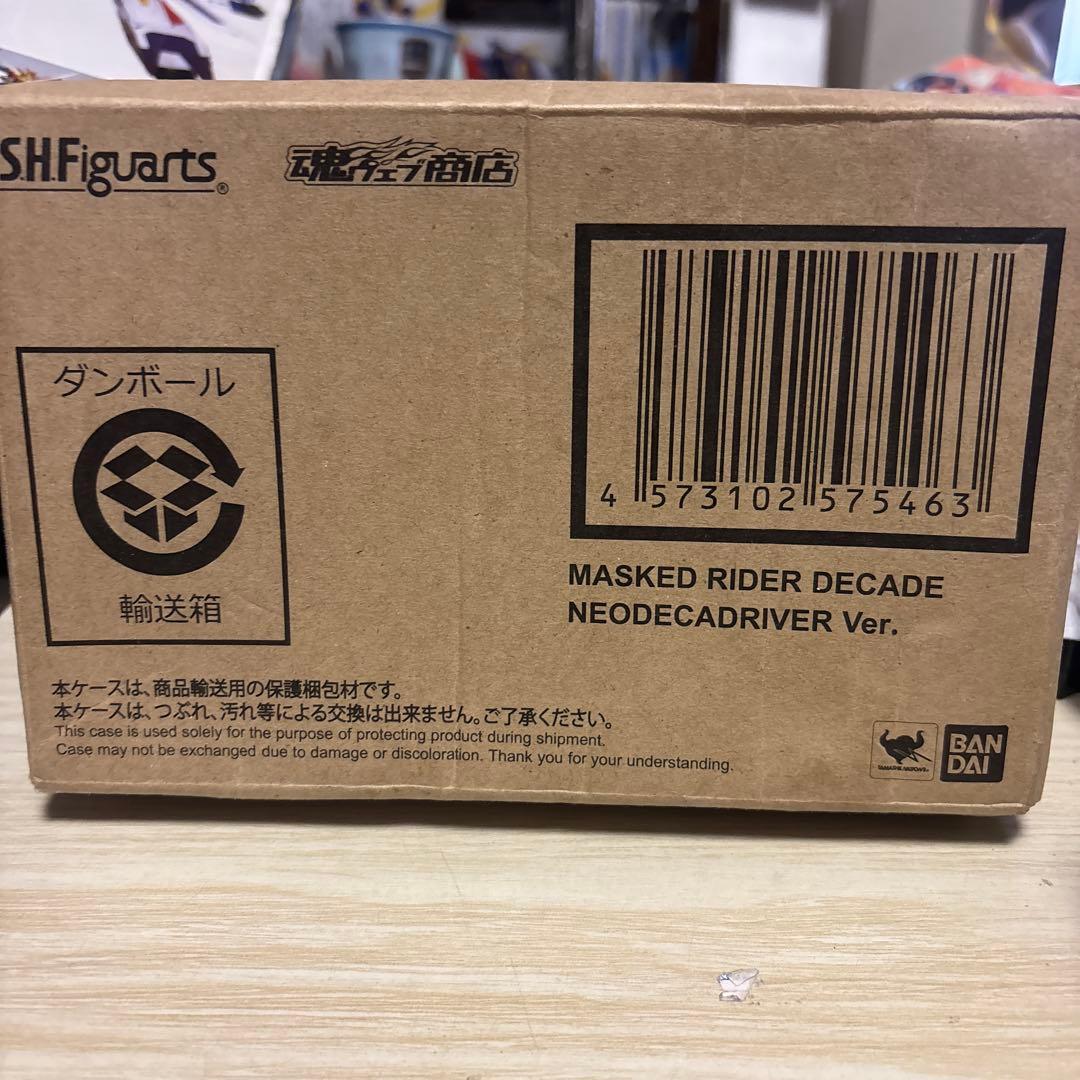 S.H.Figuarts®
魂ウェブ商店
ダンボール
輸送箱
4 573102 575463
MASKED RIDER DECADE
NEODECADRIVER Ver.
本ケースは、商品輸送用の保護梱包材です。
本ケースは、つぶれ、汚れ等による交換は出来ません。ご了承ください。
This case is used solely for the purpose of protecting product during shipment.
Case may not be exchanged due to damage or discoloration. Thank you for your understanding.
TAMASHII NATIONS
BAN
DAI